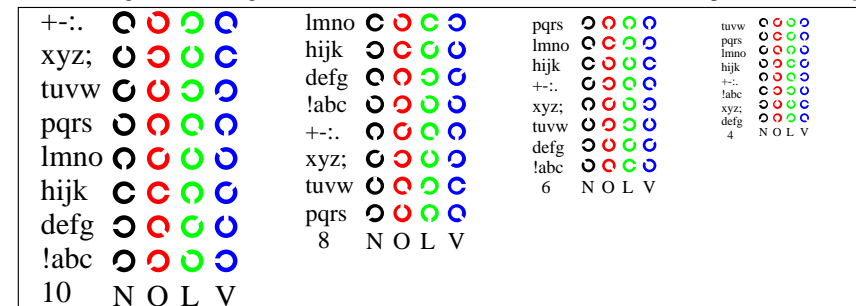 +-:.
xyz;
tuvw
pqrs
lmno
hijk
defg
!abc
10 N O L V
lmno
hijk
defg
!abc
+-:.
xyz;
tuvw
pqrs
8 N O L V
pqrs
lmno
hijk
+-:.
xyz;
tuvw
defg
!abc
6 N O L V
tuvw
pqrs
lmno
hijk
+-:.
!abc
xyz;
defg
4 N O L V